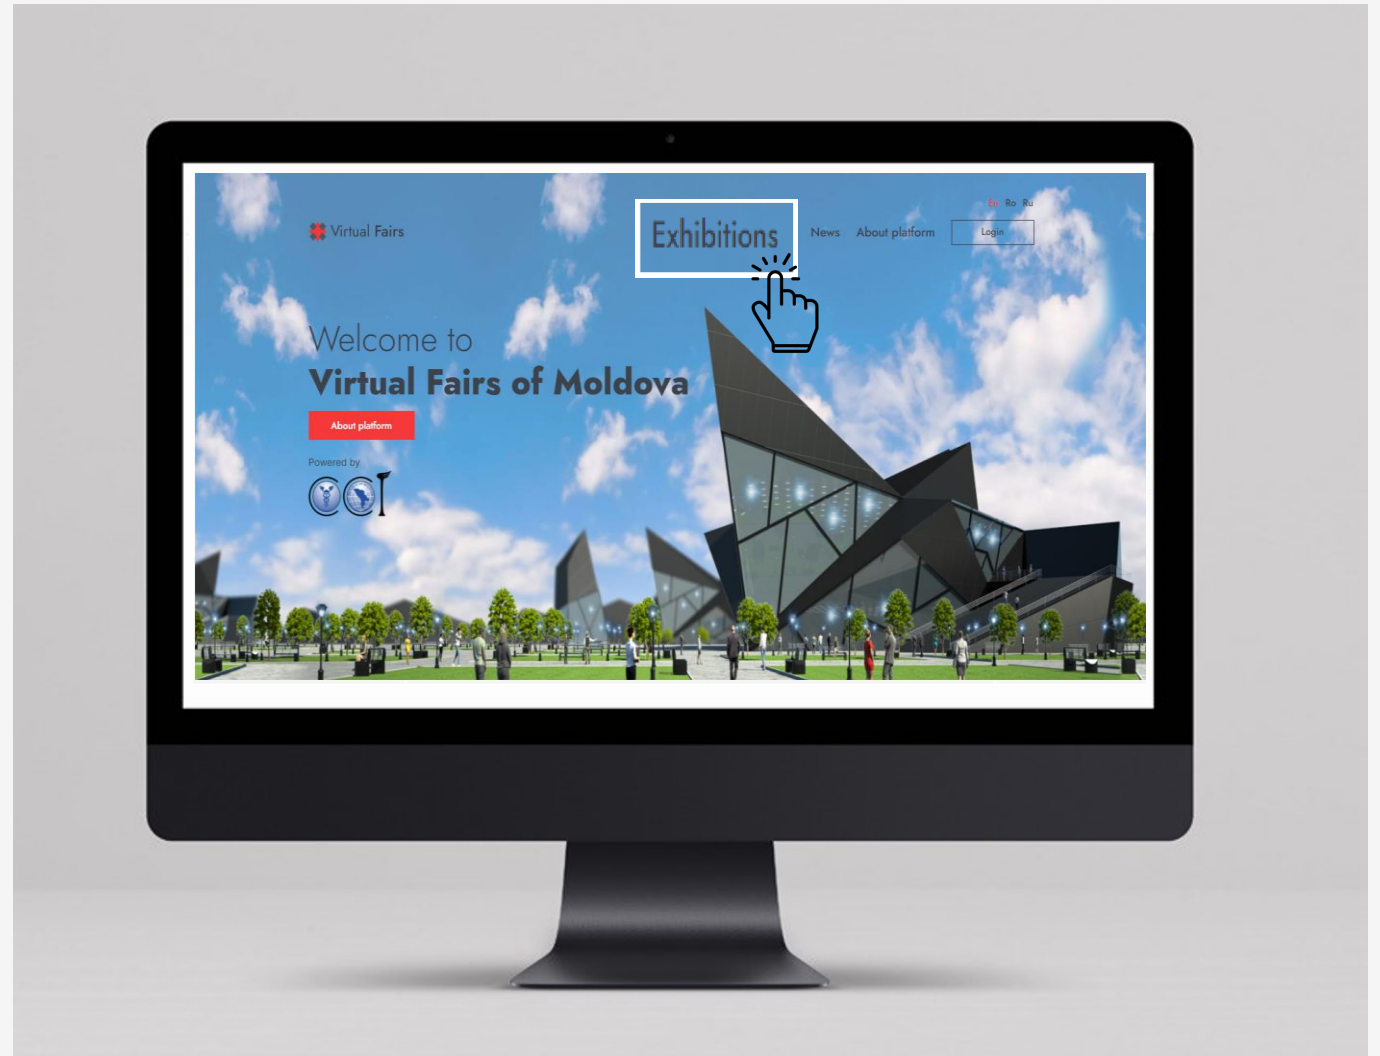 En Ro Ru
Virtual Fairs
Exhibitions
News
About platform
Login
Welcome to
Virtual Fairs of Moldova
About platform
Powered by
CCI